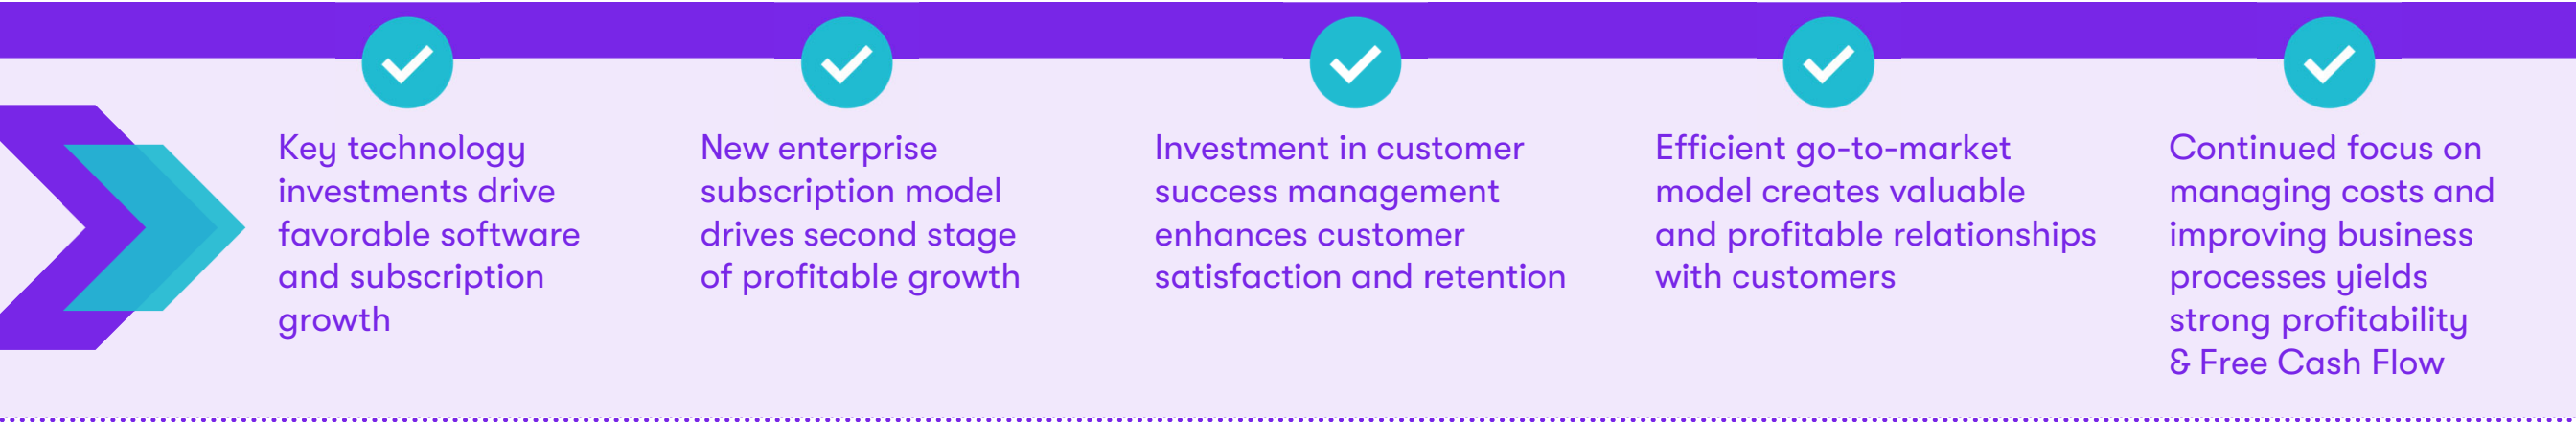 Key technology
investments drive
favorable software
and subscription
growth
New enterprise
subscription model
drives second stage
of profitable growth
Investment in customer
success management
enhances customer
satisfaction and retention
Efficient go-to-market
model creates valuable
and profitable relationships
with customers
Continued focus on
managing costs and
improving business
processes yields
strong profitability
& Free Cash Flow